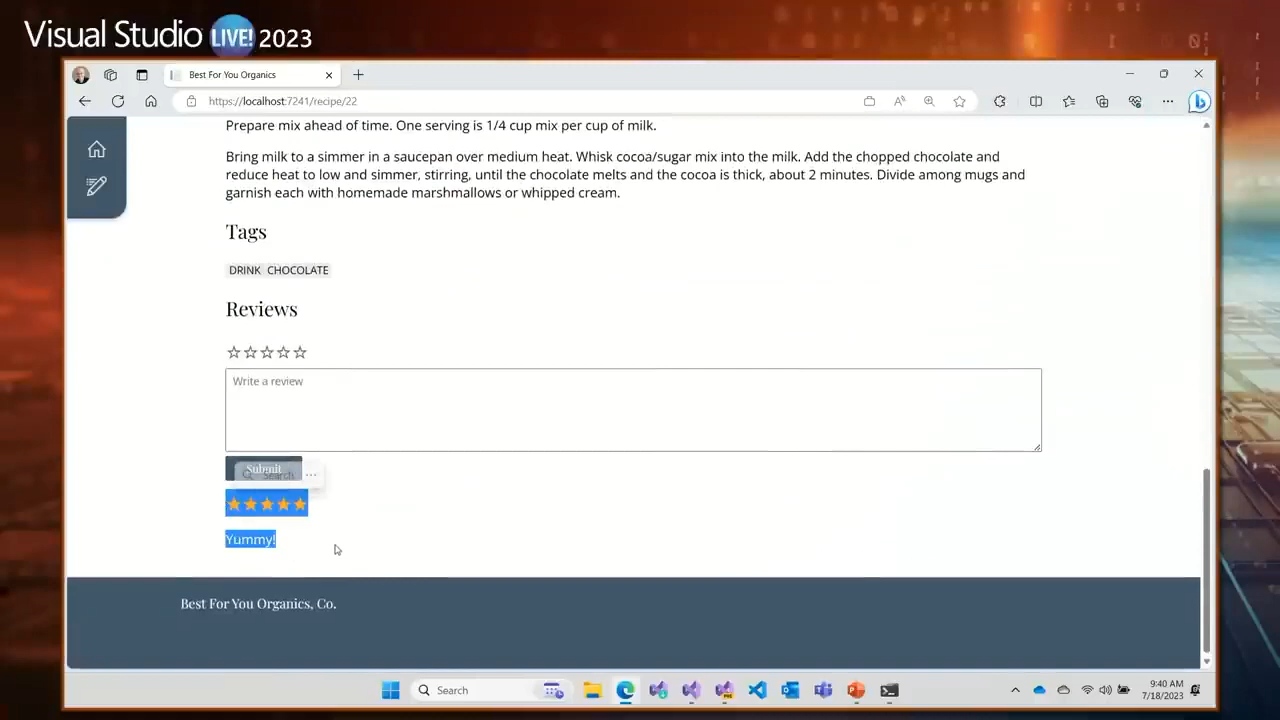 Visual Studio LIVE! 2023
Best For You Organics
https://localhost:7241/recipe/22
Prepare mix ahead of time. One serving is 1/4 cup mix per cup of milk.
Bring milk to a simmer in a saucepan over medium heat. Whisk cocoa/sugar mix into the milk. Add the chopped chocolate and
reduce heat to low and simmer, stirring, until the chocolate melts and the cocoa is thick, about 2 minutes. Divide among mugs and
garnish each with homemade marshmallows or whipped cream.
Tags
DRINK CHOCOLATE
Reviews
Write a review
Submit
Search
Yummy!
Best For You Organics, Co.
Search
9:40 AM
7/18/2023